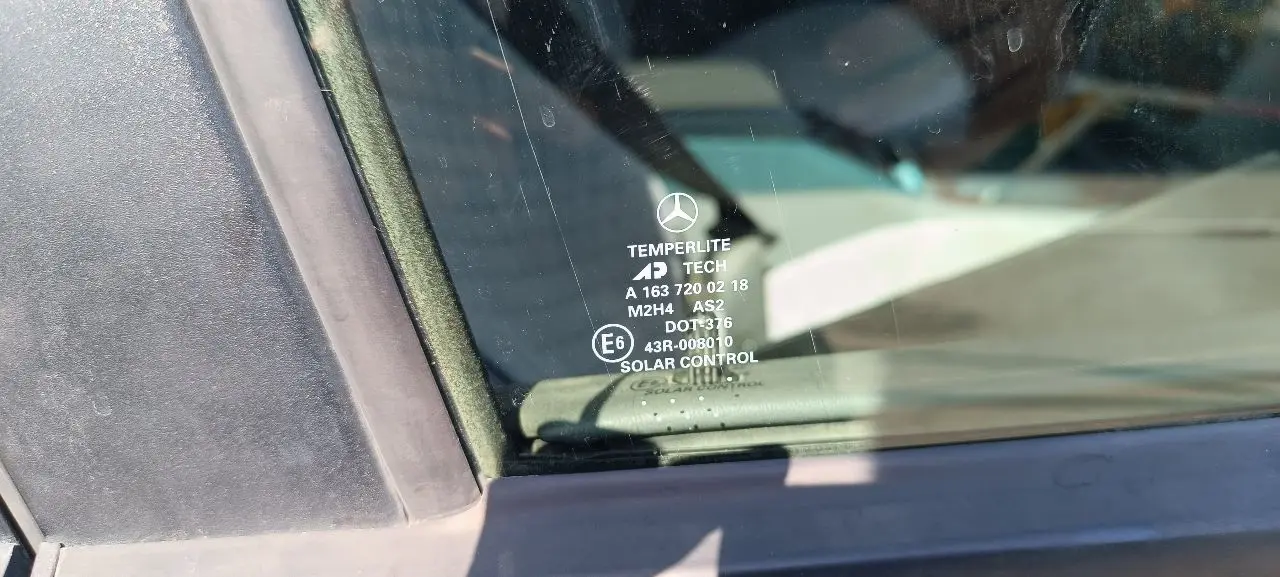 TEMPERLITE
AP TECH
A 163 720 02 18
M2H4 AS2
DOT-376
E6 43R-008010
SOLAR CONTROL